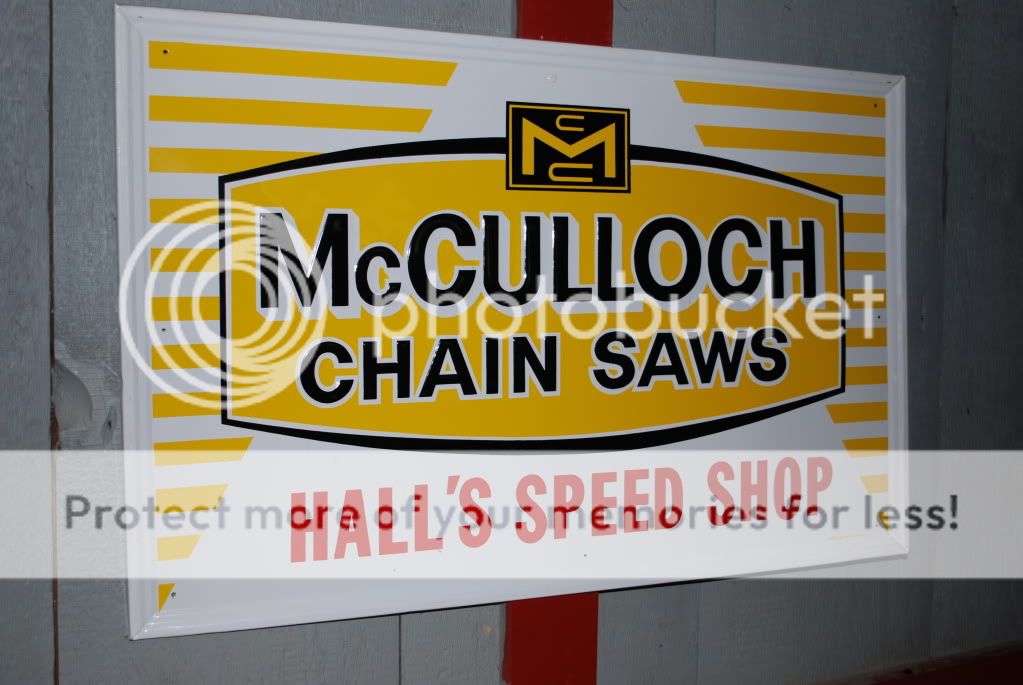 McCULLOCH
CHAIN SAWS
photobucket
HALL'S SPEED SHOP
Protect more of your memories for less!